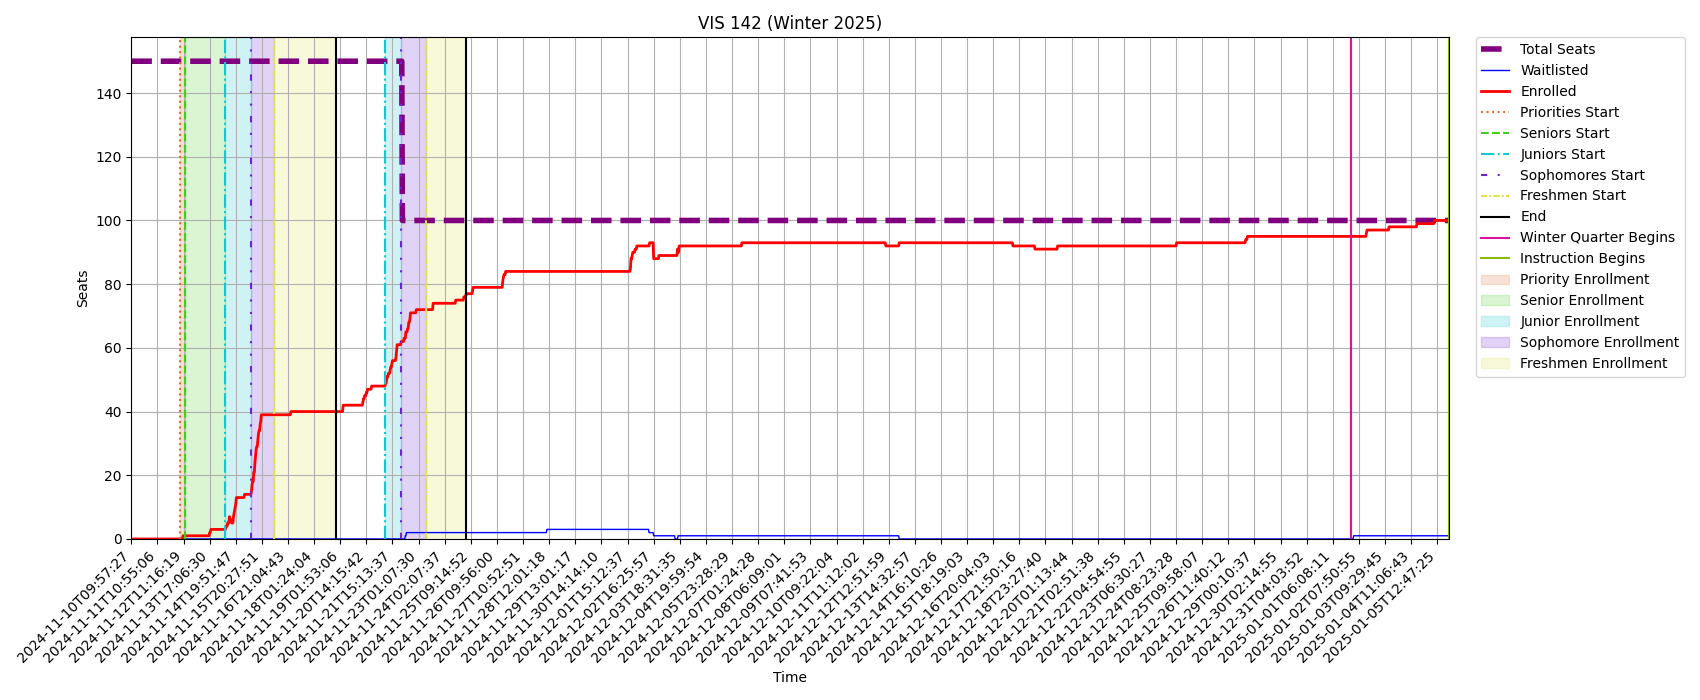 VIS 142 (Winter 2025)
Seats
140
120
100
80
60
40
20
0
2024-11-10T09:57:27
2024-11-11T10:55:06
2024-11-12T11:16:19
2024-11-13T17:06:30
2024-11-14T19:51:47
2024-11-15T20:27:51
2024-11-16T21:04:43
2024-11-18T01:24:04
2024-11-19T01:53:06
2024-11-20T14:15:42
2024-11-21T15:13:37
2024-11-23T01:07:30
2024-11-24T02:07:37
2024-11-25T09:14:52
2024-11-26T09:56:00
2024-11-27T10:52:51
2024-11-28T12:01:18
2024-11-29T13:01:17
2024-11-30T14:14:10
2024-12-01T15:12:37
2024-12-02T16:25:57
2024-12-03T18:31:35
2024-12-04T19:59:54
2024-12-05T23:28:29
2024-12-07T01:24:28
2024-12-08T06:09:01
2024-12-09T07:41:53
2024-12-10T09:22:04
2024-12-11T11:12:02
2024-12-12T12:51:59
2024-12-13T14:32:57
2024-12-14T16:10:26
2024-12-15T18:19:03
2024-12-16T20:04:03
2024-12-17T21:50:16
2024-12-18T23:27:40
2024-12-20T01:13:44
2024-12-21T02:51:38
2024-12-22T04:54:55
2024-12-23T06:30:27
2024-12-24T08:23:28
2024-12-25T09:58:07
2024-12-26T11:40:12
2024-12-29T00:10:37
2024-12-30T02:14:55
2024-12-31T04:03:52
2025-01-01T06:08:11
2025-01-02T07:50:55
2025-01-03T09:29:45
2025-01-04T11:06:43
2025-01-05T12:47:25
Time
Total Seats
Waitlisted
Enrolled
Priorities Start
Seniors Start
Juniors Start
Sophomores Start
Freshmen Start
End
Winter Quarter Begins
Instruction Begins
Priority Enrollment
Senior Enrollment
Junior Enrollment
Sophomore Enrollment
Freshmen Enrollment